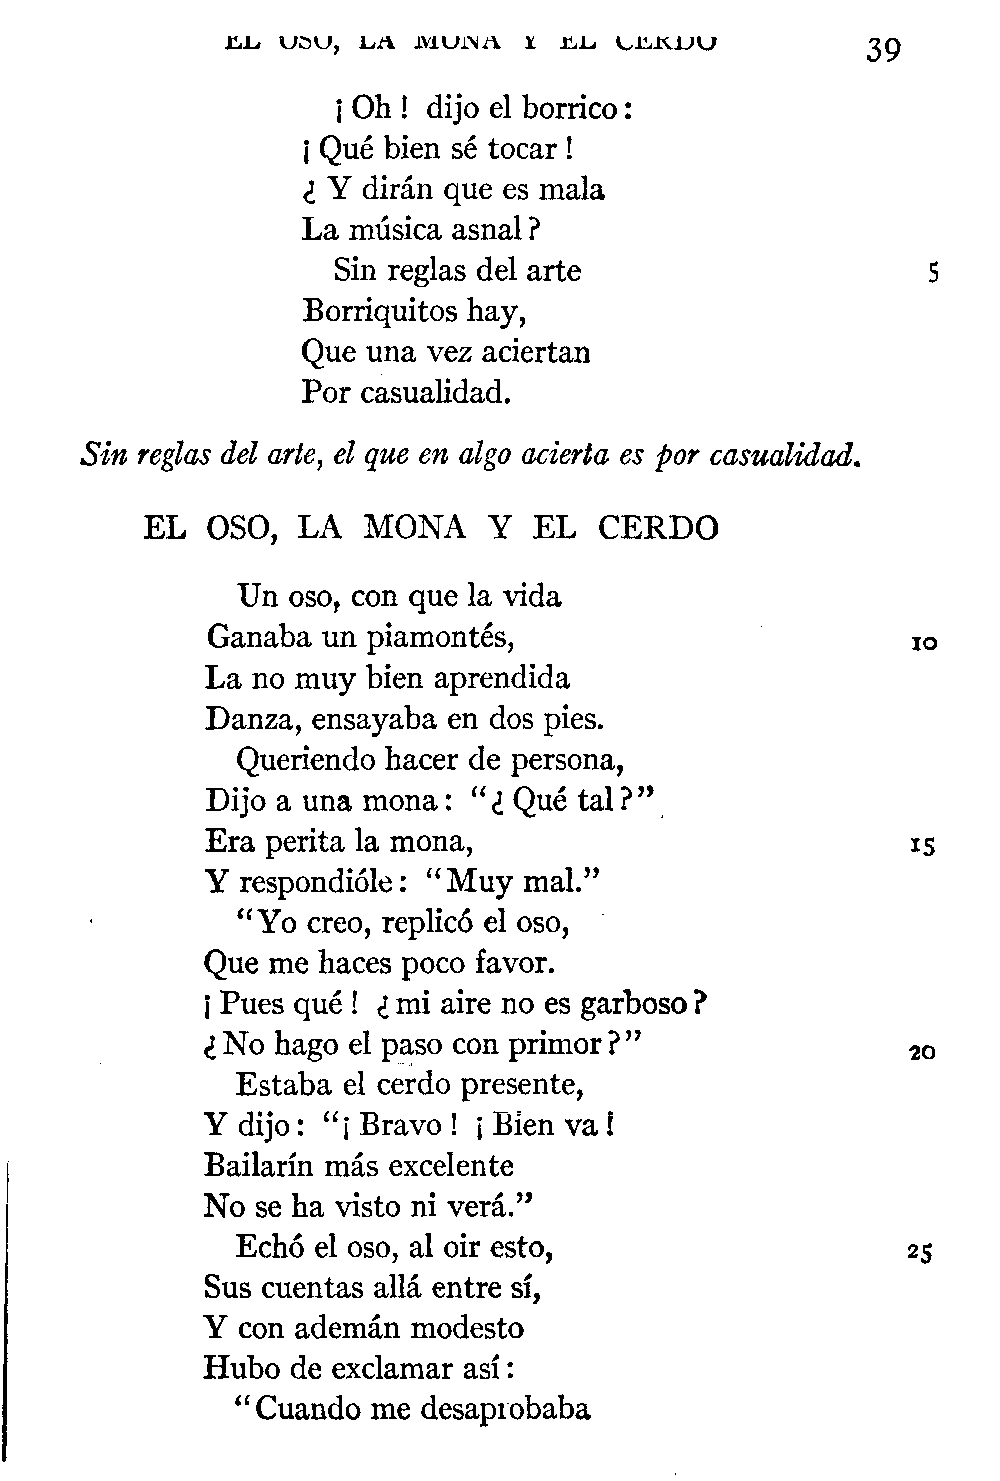 EL OSO, LA MONA Y EL CERDO 39
¡ Oh ! dijo el borrico :
¡ Qué bien sé tocar !
¿ Y dirán que es mala
La música asnal ?
Sin reglas del arte 5
Borriquitos hay,
Que una vez aciertan
Por casualidad.
Sin reglas del arte, el que en algo acierta es por casualidad.
EL OSO, LA MONA Y EL CERDO
Un oso, con que la vida
Ganaba un piamontés, 10
La no muy bien aprendida
Danza, ensayaba en dos pies.
Queriendo hacer de persona,
Dijo a una mona : “¿ Qué tal ?”
Era perita la mona, 15
Y respondióle : “Muy mal.”
“Yo creo, replicó el oso,
Que me haces poco favor.
¡ Pues qué ! ¿ mi aire no es garboso ?
¿ No hago el paso con primor ?” 20
Estaba el cerdo presente,
Y dijo : “¡ Bravo ! ¡ Bien va !
Bailarín más excelente
No se ha visto ni verá.”
Echó el oso, al oir esto, 25
Sus cuentas allá entre sí,
Y con ademán modesto
Hubo de exclamar así :
“Cuando me desaprobaba